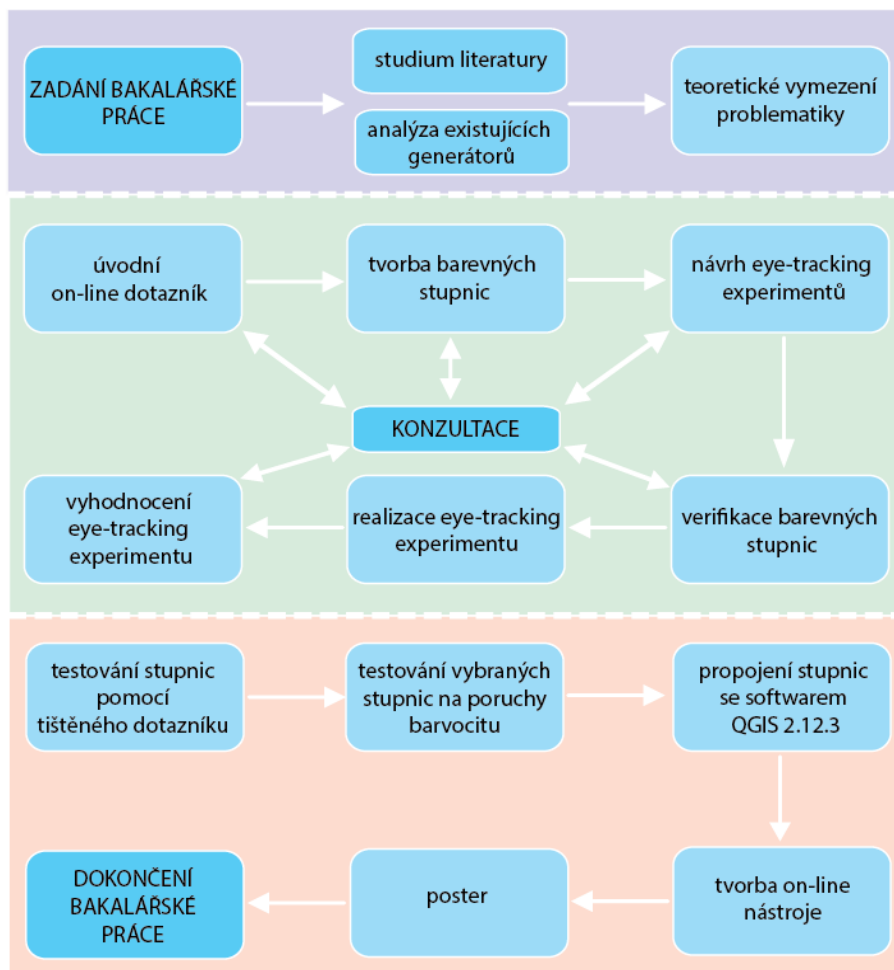 ZADÁNÍ BAKALÁŘSKÉ
PRÁCE
studium literatury
analýza existujících
generátorů
teoretické vymezení
problematiky
úvodní
on-line dotazník
tvorba barevných
stupnic
návrh eye-tracking
experimentů
KONZULTACE
vyhodnocení
eye-tracking
experimentu
realizace eye-tracking
experimentu
verifikace barevných
stupnic
testování stupnic
pomocí
tištěného dotazníku
testování vybraných
stupnic na poruchy
barvocitu
propojení stupnic
se softwarem
QGIS 2.12.3
DOKONČENÍ
BAKALÁŘSKÉ
PRÁCE
poster
tvorba on-line
nástroje